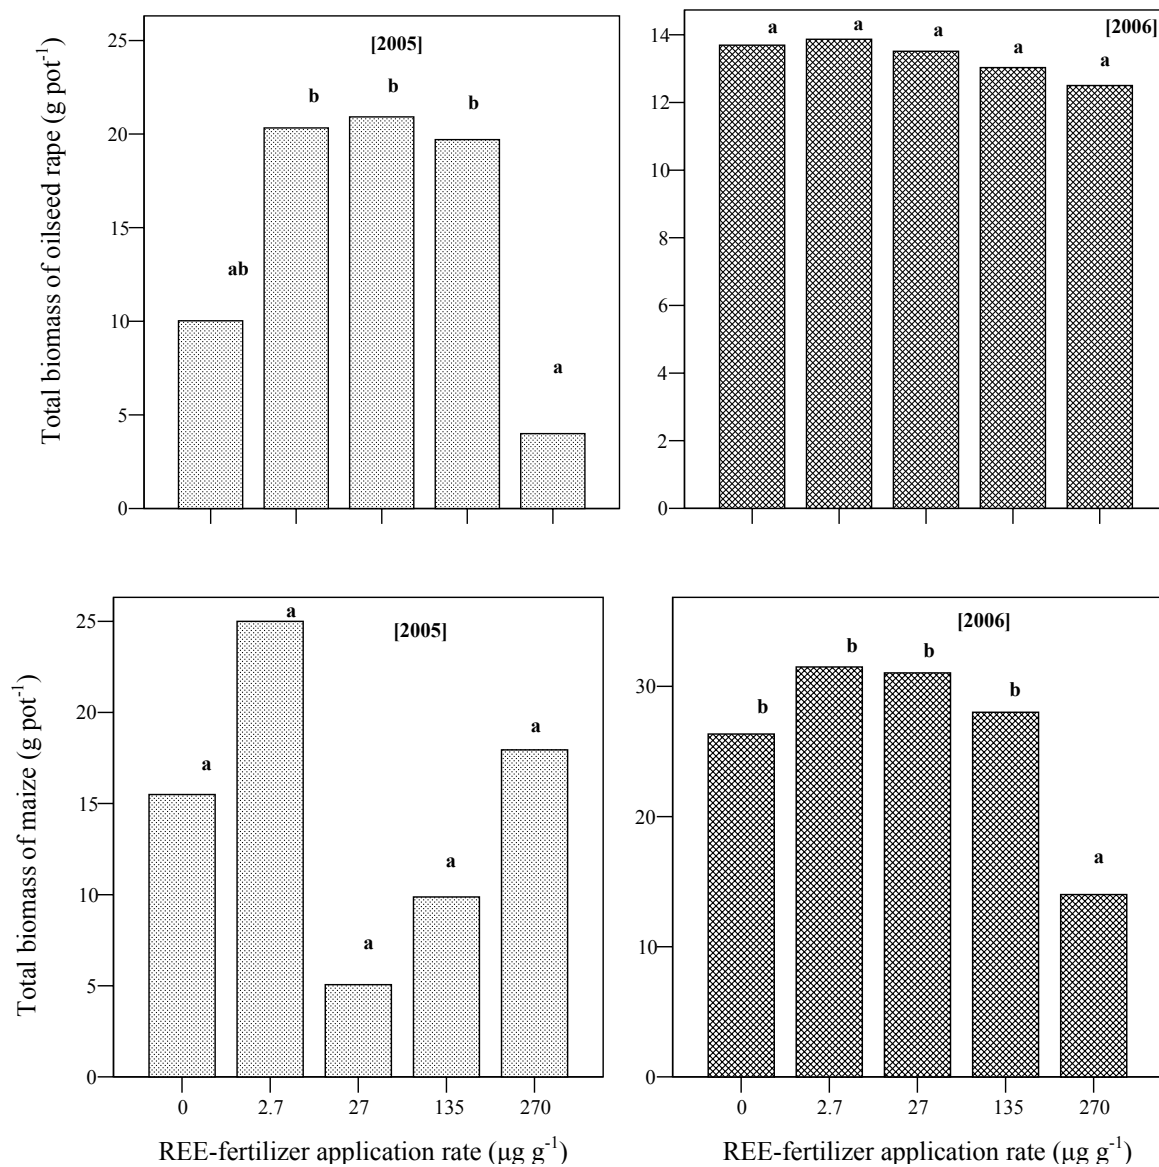 Total biomass of oilseed rape (g pot⁻¹)
[2005]
25
20
15
10
5
0
ab
b
b
b
a
[2006]
14
12
10
8
6
4
2
0
a
a
a
a
a
Total biomass of maize (g pot⁻¹)
[2005]
25
20
15
10
5
0
a
a
a
a
a
0 2.7 27 135 270
REE-fertilizer application rate (µg g⁻¹)
[2006]
30
20
10
0
b
b
b
b
a
0 2.7 27 135 270
REE-fertilizer application rate (µg g⁻¹)